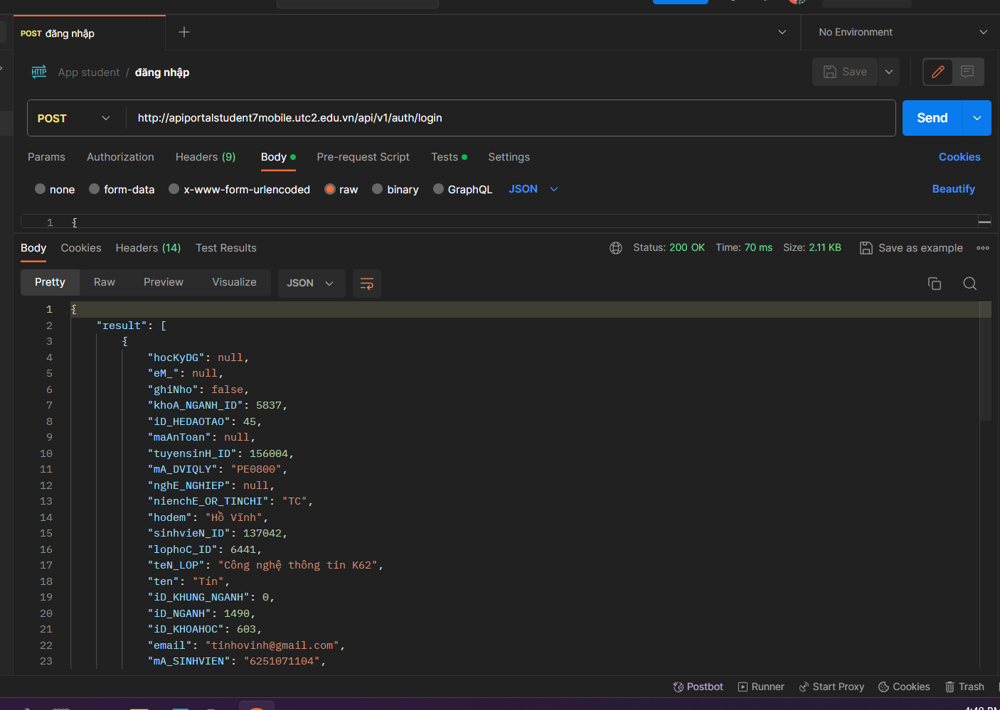 POST đăng nhập
No Environment
HTTP App student / đăng nhập
Save
POST http://apiportalstudent7mobile.utc2.edu.vn/api/v1/auth/login
Send
Params Authorization Headers (9) Body Pre-request Script Tests Settings Cookies
none form-data x-www-form-urlencoded raw binary GraphQL JSON Beautify
1 {
Body Cookies Headers (14) Test Results Status: 200 OK Time: 70 ms Size: 2.11 KB Save as example
Pretty Raw Preview Visualize JSON
1 {
2 "result": [
3 {
4 "hocKyDG": null,
5 "eM_": null,
6 "ghiNho": false,
7 "khoA_NGANH_ID": 5837,
8 "iD_HEDAOTAO": 45,
9 "maAnToan": null,
10 "tuyensinH_ID": 156004,
11 "mA_DVIQLY": "PE0800",
12 "nghE_NGHIEP": null,
13 "nienchE_OR_TINCHI": "TC",
14 "hodem": "Hồ Vĩnh",
15 "sinhvieN_ID": 137042,
16 "lophoC_ID": 6441,
17 "teN_LOP": "Công nghệ thông tin K62",
18 "ten": "Tín",
19 "iD_KHUNG_NGANH": 0,
20 "iD_NGANH": 1490,
21 "iD_KHOAHOC": 603,
22 "email": "tinhovinh@gmail.com",
23 "mA_SINHVIEN": "6251071104",
Postbot Runner Start Proxy Cookies Trash